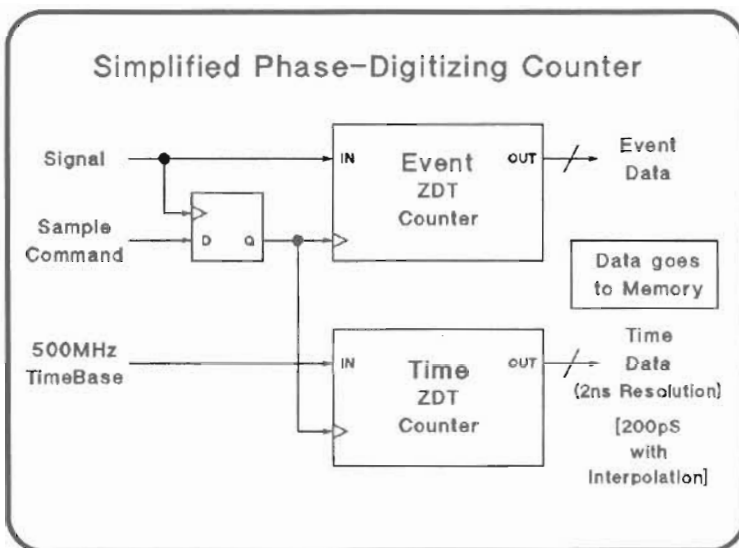 Simplified Phase-Digitizing Counter
Signal
Sample
Command
D Q
IN
Event
ZDT
Counter
OUT
Event
Data
Data goes
to Memory
500MHz
TimeBase
IN
Time
ZDT
Counter
OUT
Time
Data
(2ns Resolution)
[200pS
with
Interpolation]